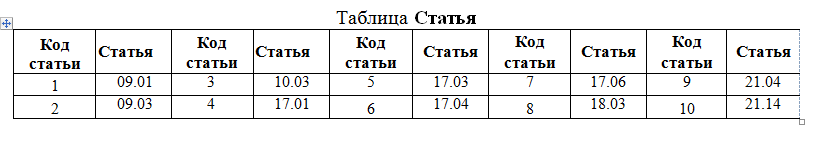 Таблица Статья
Код статьи Статья Код статьи Статья Код статьи Статья Код статьи Статья Код статьи Статья
1 09.01 3 10.03 5 17.03 7 17.06 9 21.04
2 09.03 4 17.01 6 17.04 8 18.03 10 21.14